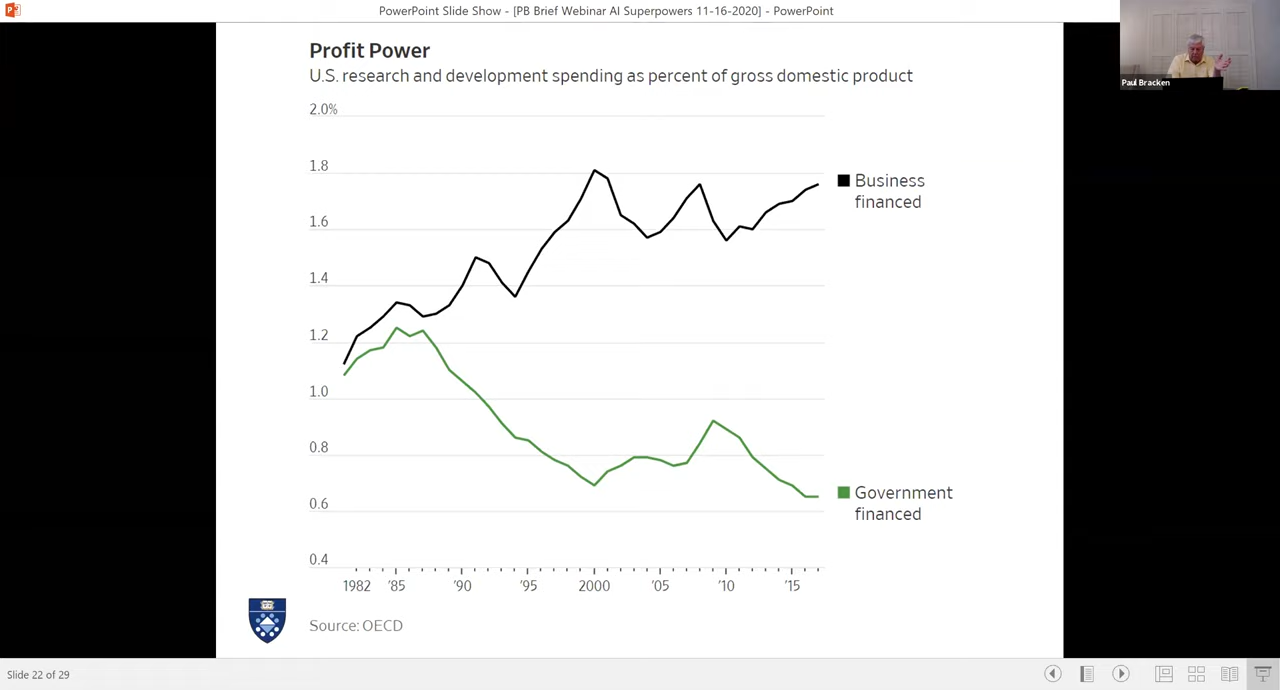 PowerPoint Slide Show - [PB Brief Webinar AI Superpowers 11-16-2020] - PowerPoint
Paul Bracken
Profit Power
U.S. research and development spending as percent of gross domestic product
2.0%
1.8
1.6
1.4
1.2
1.0
0.8
0.6
0.4
Business
financed
Government
financed
1982 '85 '90 '95 2000 '05 '10 '15
Source: OECD
Slide 22 of 29